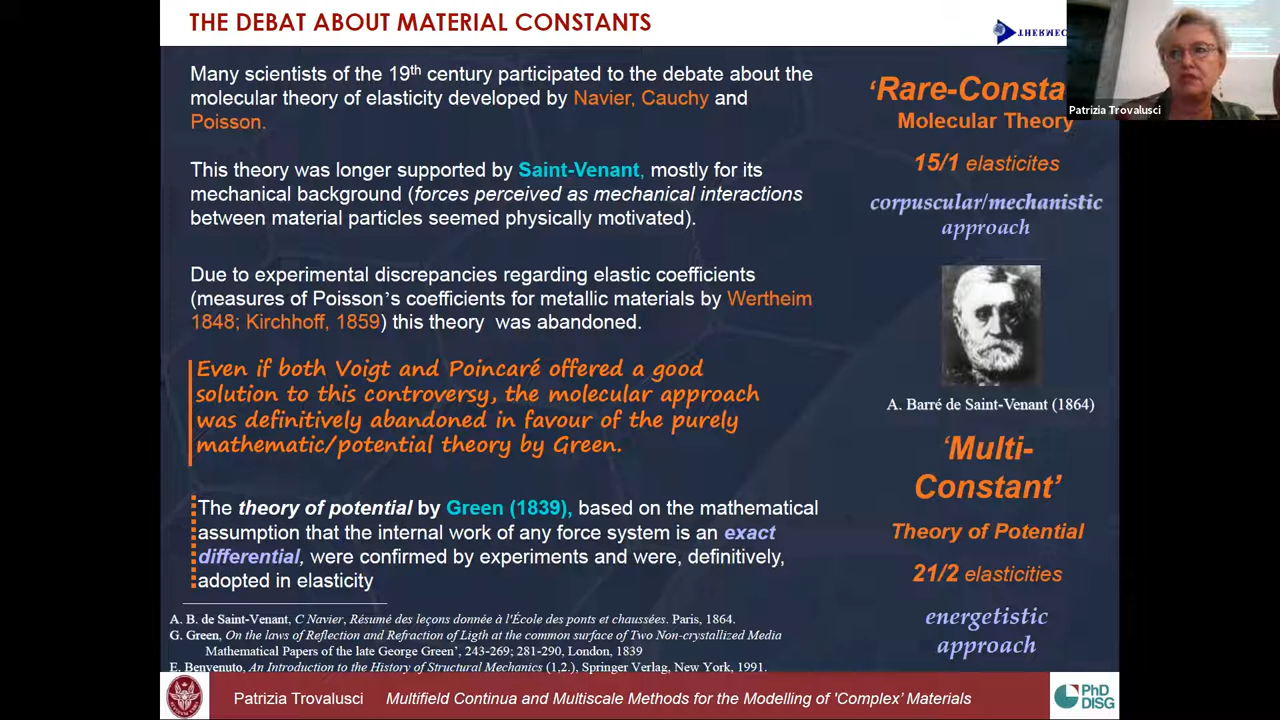 THE DEBAT ABOUT MATERIAL CONSTANTS
Many scientists of the 19th century participated to the debate about the
molecular theory of elasticity developed by Navier, Cauchy and
Poisson.
This theory was longer supported by Saint-Venant, mostly for its
mechanical background (forces perceived as mechanical interactions
between material particles seemed physically motivated).
Due to experimental discrepancies regarding elastic coefficients
(measures of Poisson's coefficients for metallic materials by Wertheim
1848; Kirchhoff, 1859) this theory was abandoned.
Even if both Voigt and Poincaré offered a good
solution to this controversy, the molecular approach
was definitively abandoned in favour of the purely
mathematic/potential theory by Green.
The theory of potential by Green (1839), based on the mathematical
assumption that the internal work of any force system is an exact
differential, were confirmed by experiments and were, definitively,
adopted in elasticity
A. B. de Saint-Venant, C Navier, Résumé des leçons donnée à l'École des ponts et chaussées. Paris, 1864.
G. Green, On the laws of Reflection and Refraction of Ligth at the common surface of Two Non-crystallized Media
Mathematical Papers of the late George Green', 243-269; 281-290, London, 1839
E. Benvenuto, An Introduction to the History of Structural Mechanics (1,2.), Springer Verlag, New York, 1991.
THERMEC
Patrizia Trovalusci
'Rare-Consta
Molecular Theory
15/1 elasticites
corpuscular/mechanistic
approach
A. Barré de Saint-Venant (1864)
'Multi-
Constant'
Theory of Potential
21/2 elasticities
energetistic
approach
Patrizia Trovalusci Multifield Continua and Multiscale Methods for the Modelling of 'Complex' Materials
PhD
DISG